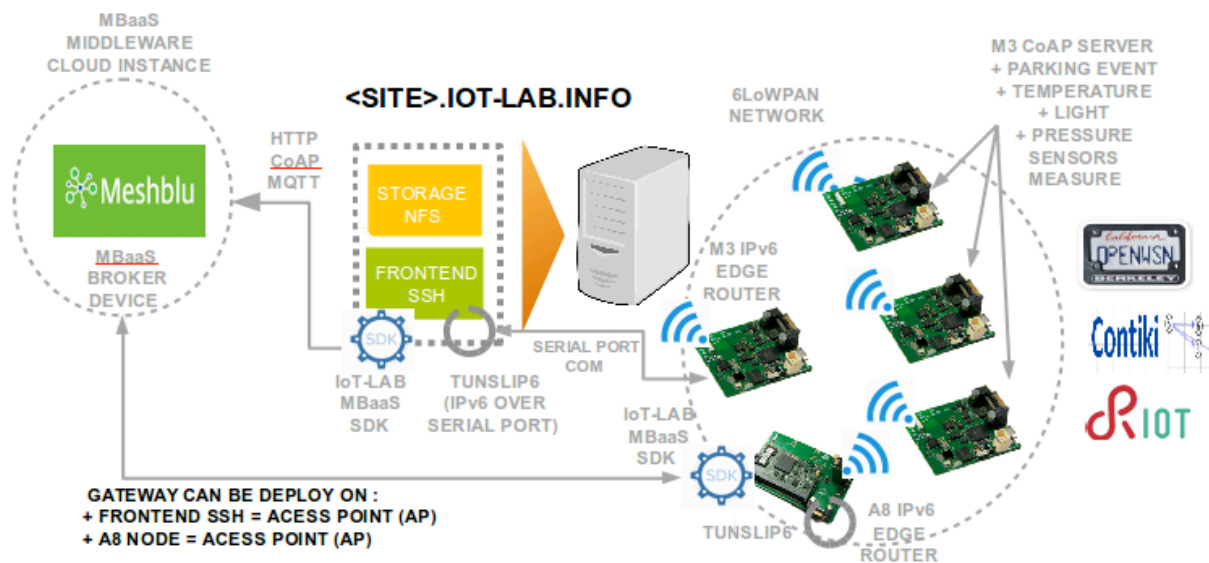 MBaaS
MIDDLEWARE
CLOUD INSTANCE
Meshblu
MBaaS
BROKER
DEVICE
HTTP
CoAP
MQTT
<SITE>.IOT-LAB.INFO
STORAGE
NFS
FRONTEND
SSH
SDK
IoT-LAB
MBaaS
SDK
TUNSLIP6
(IPv6 OVER
SERIAL PORT)
SERIAL PORT
COM
6LoWPAN
NETWORK
M3 IPv6
EDGE
ROUTER
M3 CoAP SERVER
+ PARKING EVENT
+ TEMPERATURE
+ LIGHT
+ PRESSURE
SENSORS
MEASURE
California
OPENWSN
BERKELEY
Contiki
RIOT
IoT-LAB
MBaaS
SDK
SDK
TUNSLIP6
A8 IPv6
EDGE
ROUTER
GATEWAY CAN BE DEPLOY ON :
+ FRONTEND SSH = ACESS POINT (AP)
+ A8 NODE = ACESS POINT (AP)